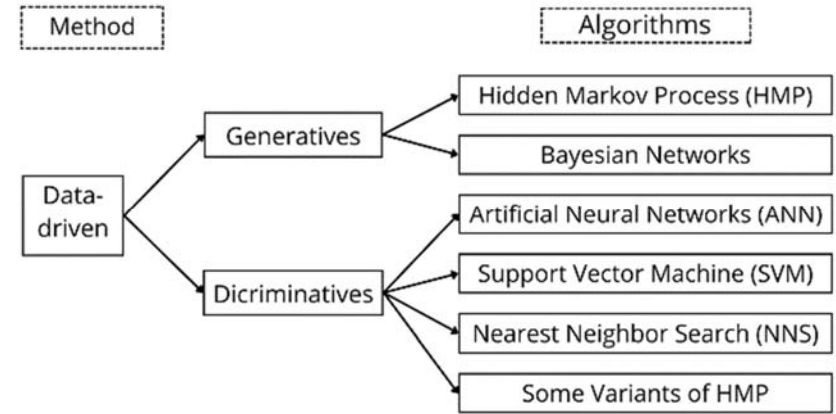 Method
Algorithms
Hidden Markov Process (HMP)
Generatives
Bayesian Networks
Data-
driven
Artificial Neural Networks (ANN)
Support Vector Machine (SVM)
Dicriminatives
Nearest Neighbor Search (NNS)
Some Variants of HMP